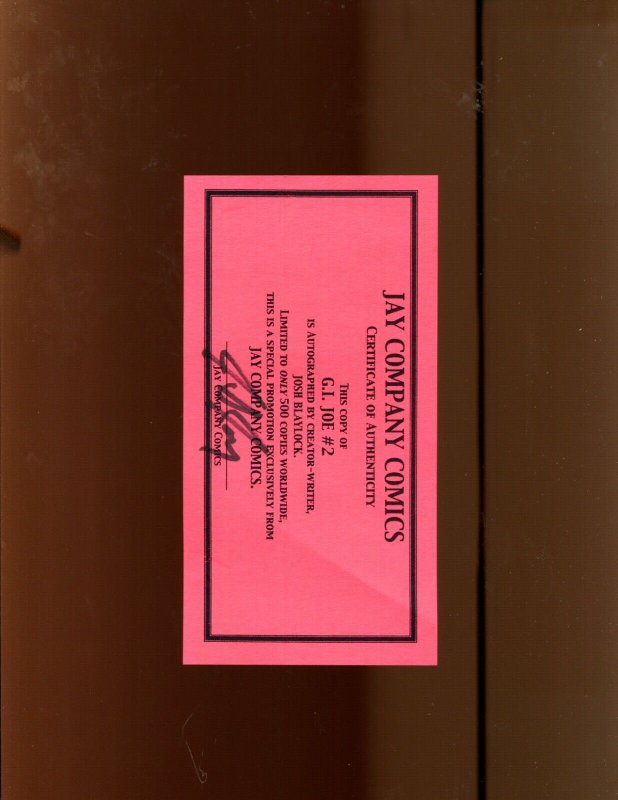 JAY COMPANY COMICS
CERTIFICATE OF AUTHENTICITY
THIS COPY OF
G.I. JOE #2
IS AUTOGRAPHED BY CREATOR-WRITER,
JOSH BLAYLOCK.
LIMITED TO ONLY 500 COPIES WORLDWIDE,
THIS IS A SPECIAL PROMOTION EXCLUSIVELY FROM
JAY COMPANY COMICS.
JAY COMPANY COMICS